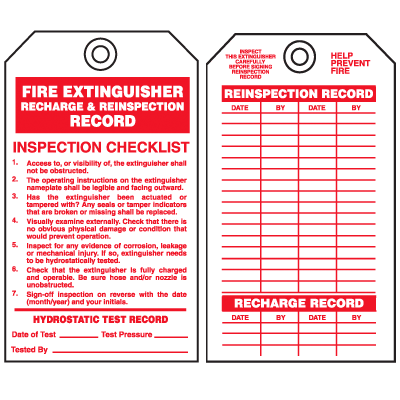 FIRE EXTINGUISHER
RECHARGE & REINSPECTION
RECORD
INSPECTION CHECKLIST
1. Access to, or visibility of, the extinguisher shall
not be obstructed.
2. The operating instructions on the extinguisher
nameplate shall be legible and facing outward.
3. Has the extinguisher been actuated or
tampered with? Any seals or tamper indicators
that are broken or missing shall be replaced.
4. Visually examine externally. Check that there is
no obvious physical damage or condition that
would prevent operation.
5. Inspect for any evidence of corrosion, leakage
or mechanical injury. If so, extinguisher needs
to be hydrostatically tested.
6. Check that the extinguisher is fully charged
and operable. Be sure hose and/or nozzle is
unobstructed.
7. Sign-off inspection on reverse with the date
(month/year) and your initials.
HYDROSTATIC TEST RECORD
Date of Test Test Pressure
Tested By
INSPECT
THIS EXTINGUISHER
CAREFULLY
BEFORE SIGNING
REINSPECTION
RECORD
HELP
PREVENT
FIRE
REINSPECTION RECORD
DATE BY DATE BY
RECHARGE RECORD
DATE BY DATE BY